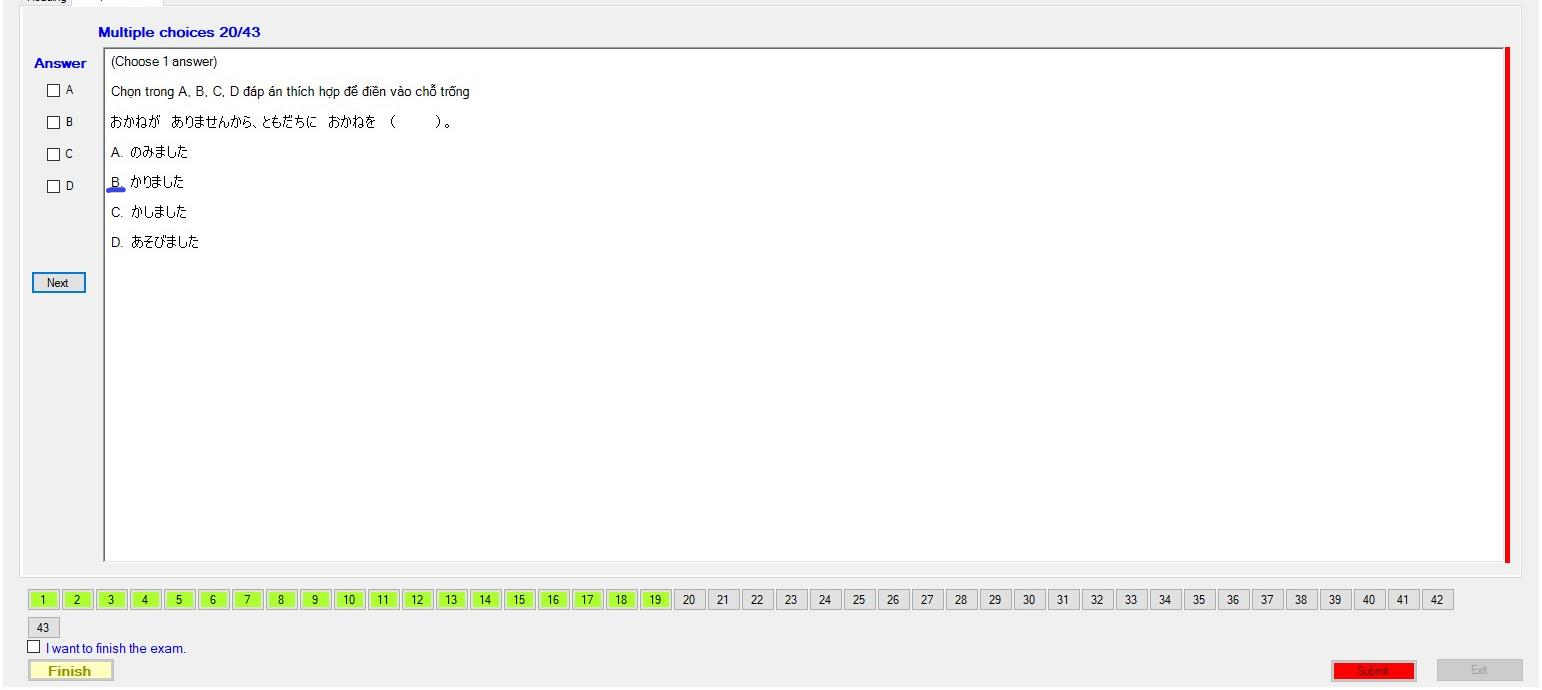 Multiple choices 20/43
Answer
A
B
C
D
Next
(Choose 1 answer)
Chọn trong A, B, C, D đáp án thích hợp để điền vào chỗ trống
おかねが　ありませんから、ともだちに　おかねを　（　　　）。
A. のみました
B. かりました
C. かしました
D. あそびました
1 2 3 4 5 6 7 8 9 10 11 12 13 14 15 16 17 18 19 20 21 22 23 24 25 26 27 28 29 30 31 32 33 34 35 36 37 38 39 40 41 42
43
I want to finish the exam.
Finish
Submit
Exit